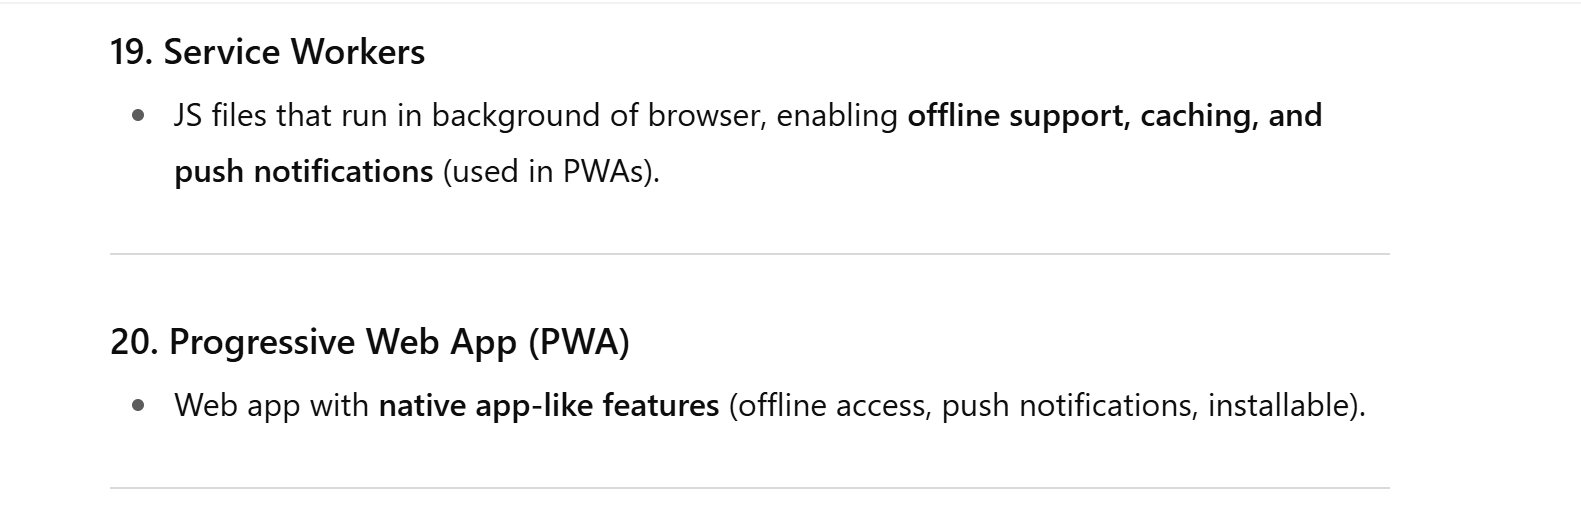 19. Service Workers
JS files that run in background of browser, enabling offline support, caching, and
push notifications (used in PWAs).
20. Progressive Web App (PWA)
Web app with native app-like features (offline access, push notifications, installable).